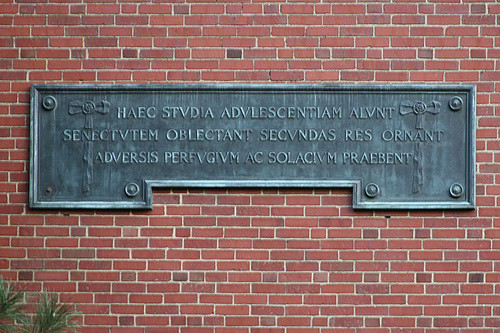 HAEC STVDIA ADVLESCENTIAM ALVNT
SENECTVTEM OBLECTANT SECVNDAS RES ORNANT
ADVERSIS PERFVGIVM AC SOLACIVM PRAEBENT